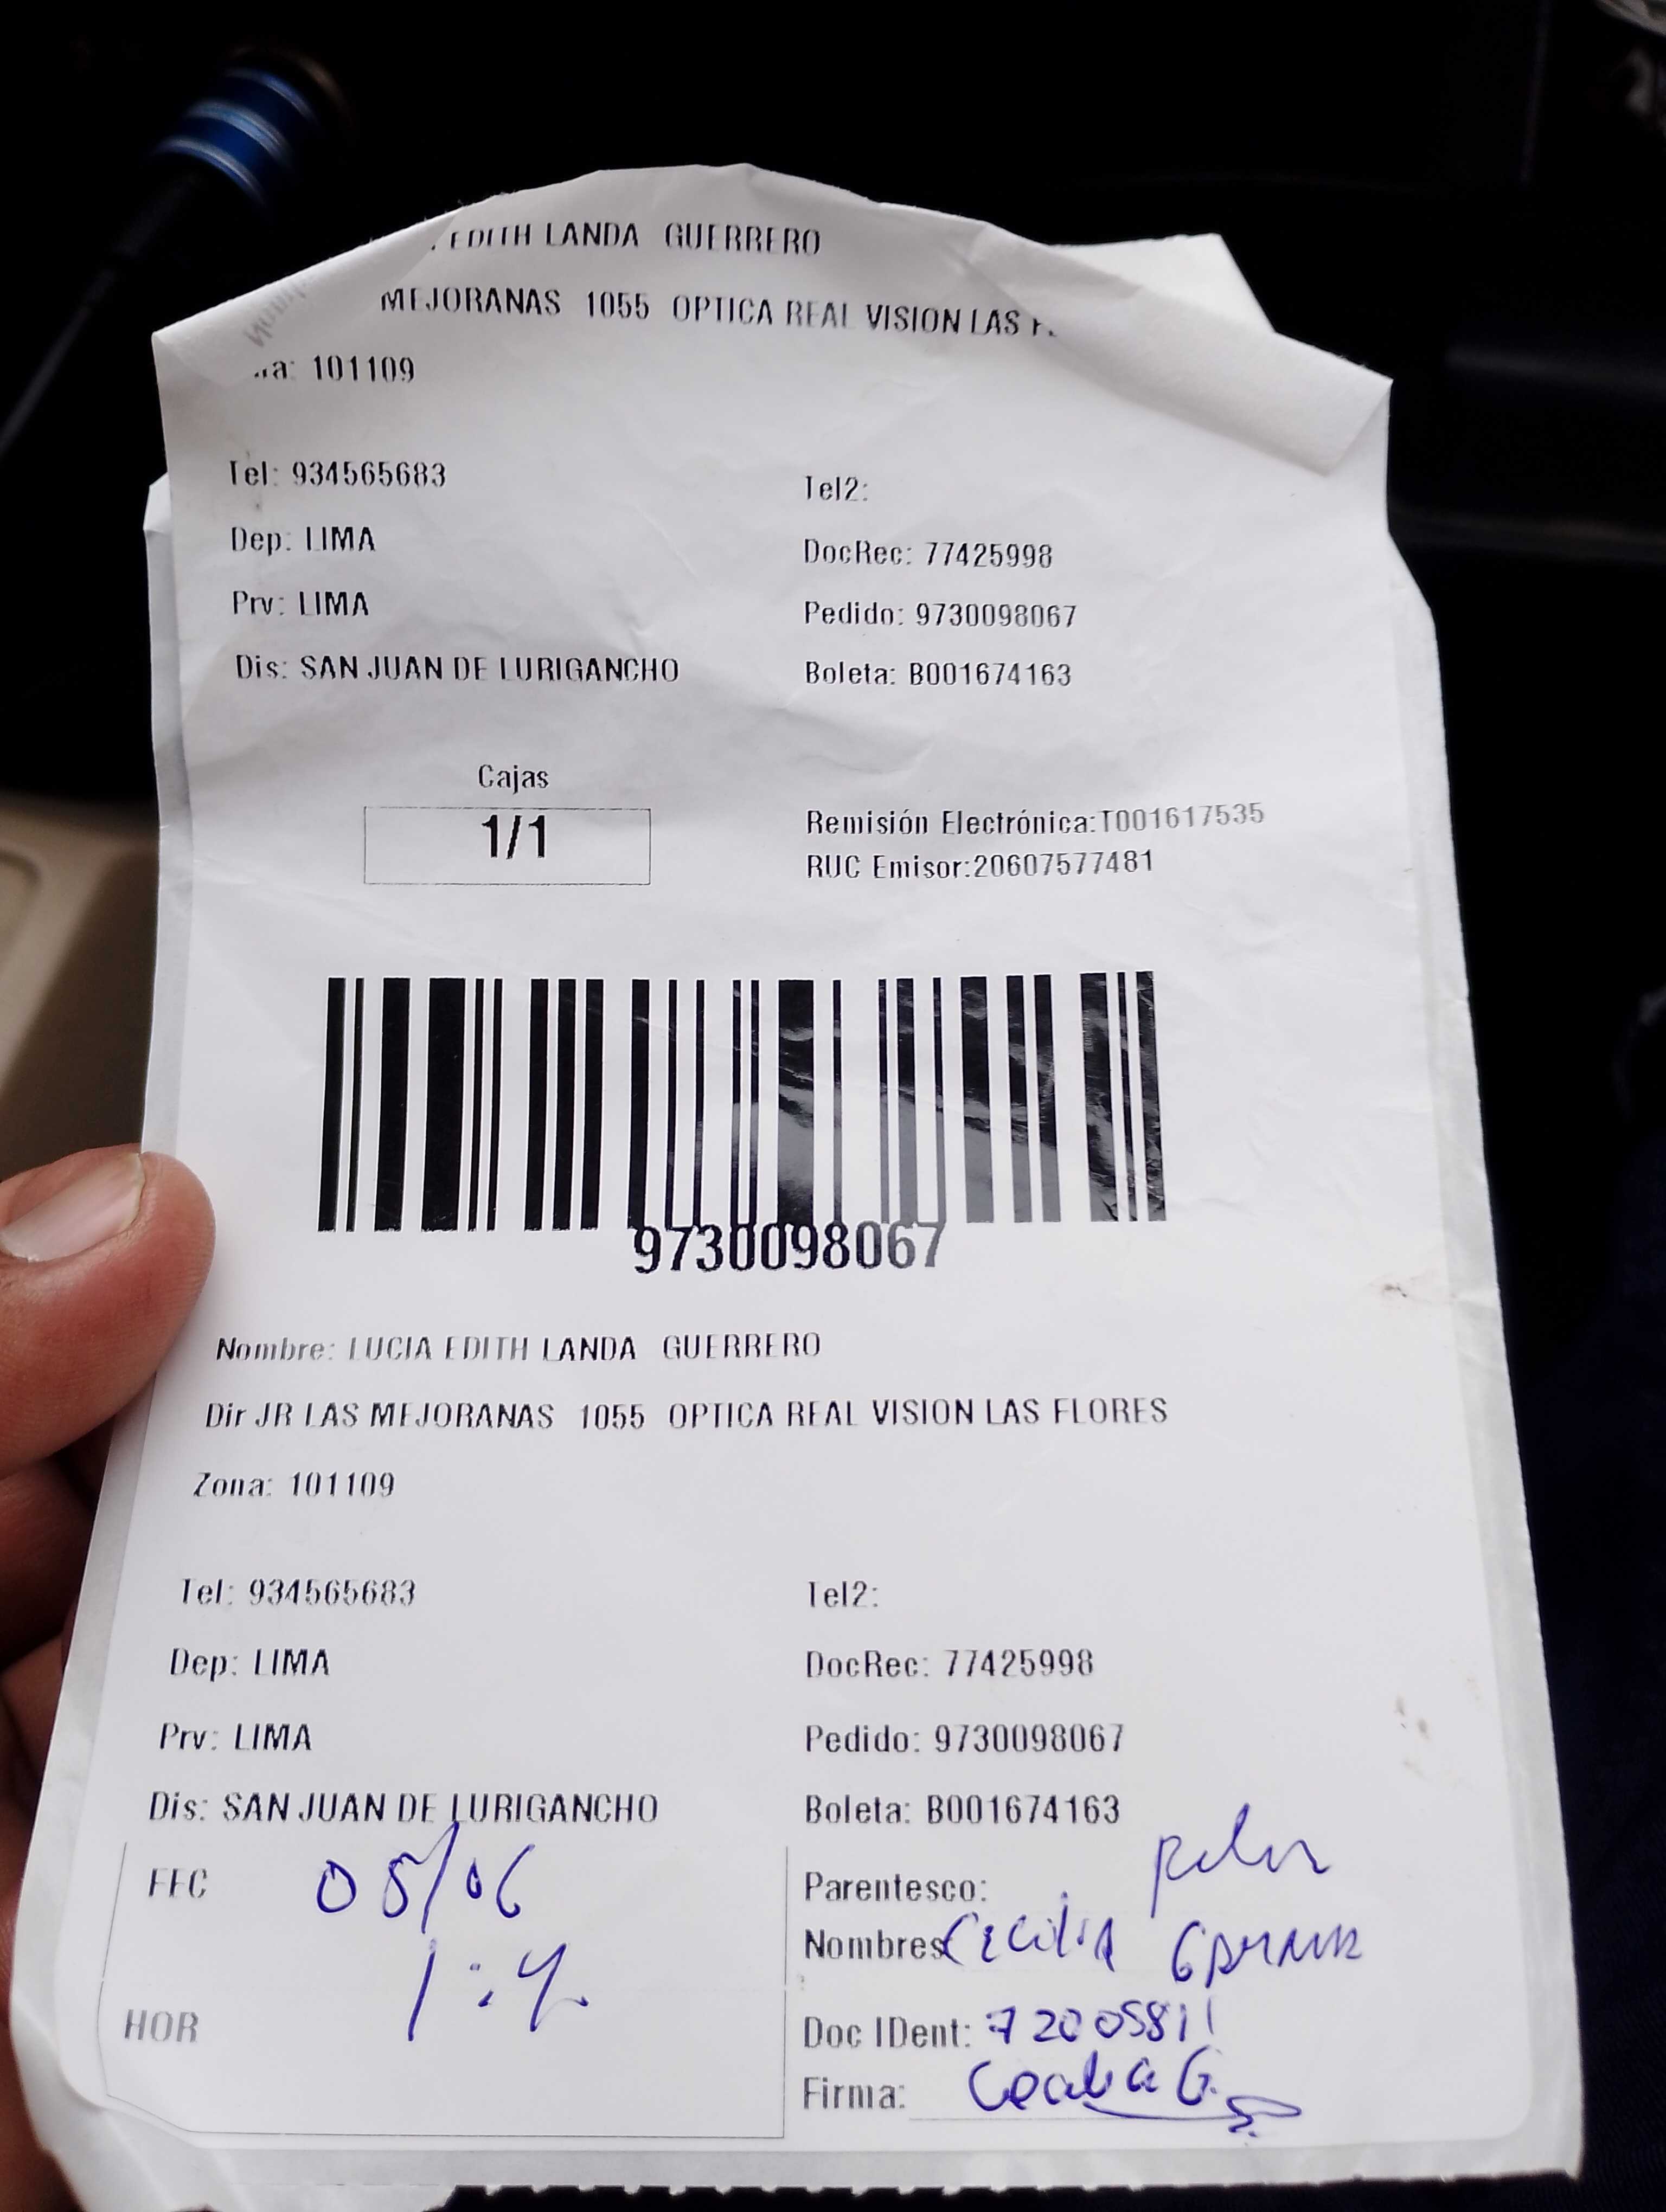 EDITH LANDA GUERRERO
MEJORANAS 1055 OPTICA REAL VISION LAS F
a: 101109
Tel: 934565683
Tel2:
Dep: LIMA
DocRec: 77425998
Prv: LIMA
Pedido: 9730098067
Dis: SAN JUAN DE LURIGANCHO
Boleta: B001674163
Cajas
1/1
Remisión Electrónica:T001617535
RUC Emisor:20607577481
9730098067
Nombre: LUCIA EDITH LANDA GUERRERO
Dir JR LAS MEJORANAS 1055 OPTICA REAL VISION LAS FLORES
Zona: 101109
Tel: 934565683
Tel2:
Dep: LIMA
DocRec: 77425998
Prv: LIMA
Pedido: 9730098067
Dis: SAN JUAN DE LURIGANCHO
Boleta: B001674163
FEC 05/06
Parentesco:
Nombres Cecilia
HOR
Doc IDent: 72005811
Firma: